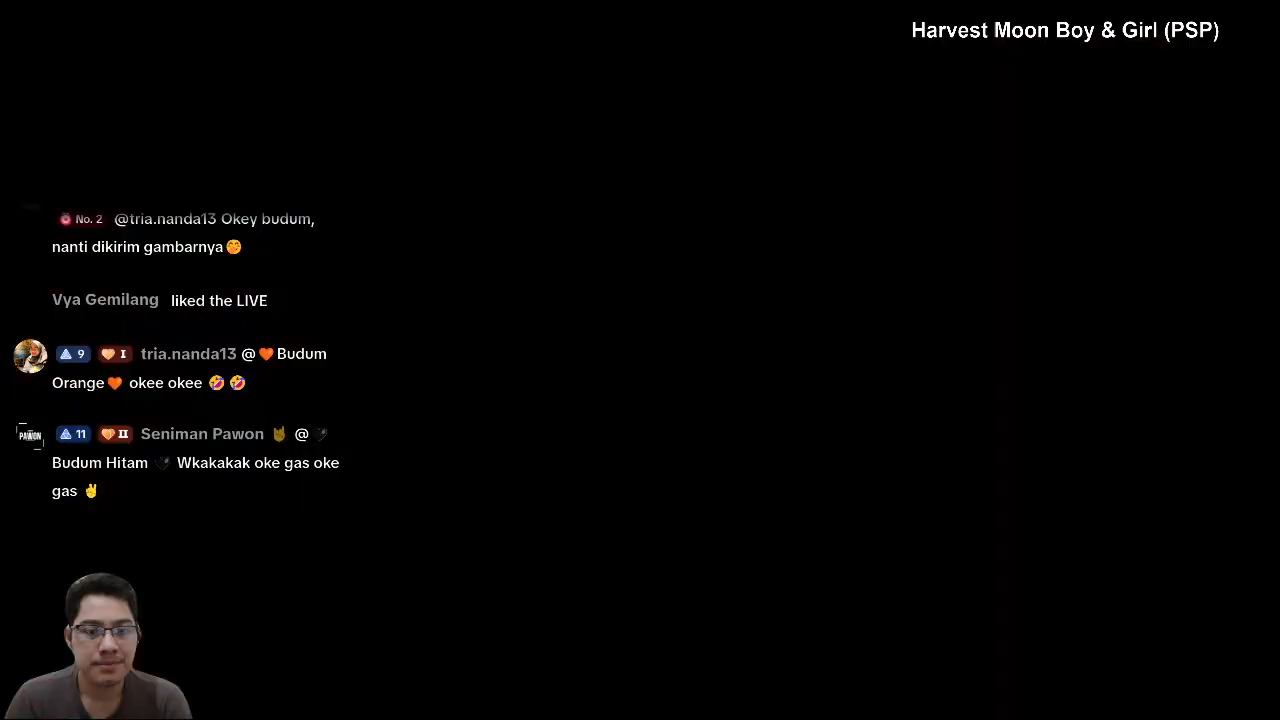 Harvest Moon Boy & Girl (PSP)
No. 2 @tria.nanda13 Okey budum,
nanti dikirim gambarnya🤭
Vya Gemilang liked the LIVE
9 I tria.nanda13 @🧡Budum
Orange🧡 okee okee 🤣🤣
PAWON
11 II Seniman Pawon 🤘 @🖤
Budum Hitam 🖤 Wkakakak oke gas oke
gas ✌️